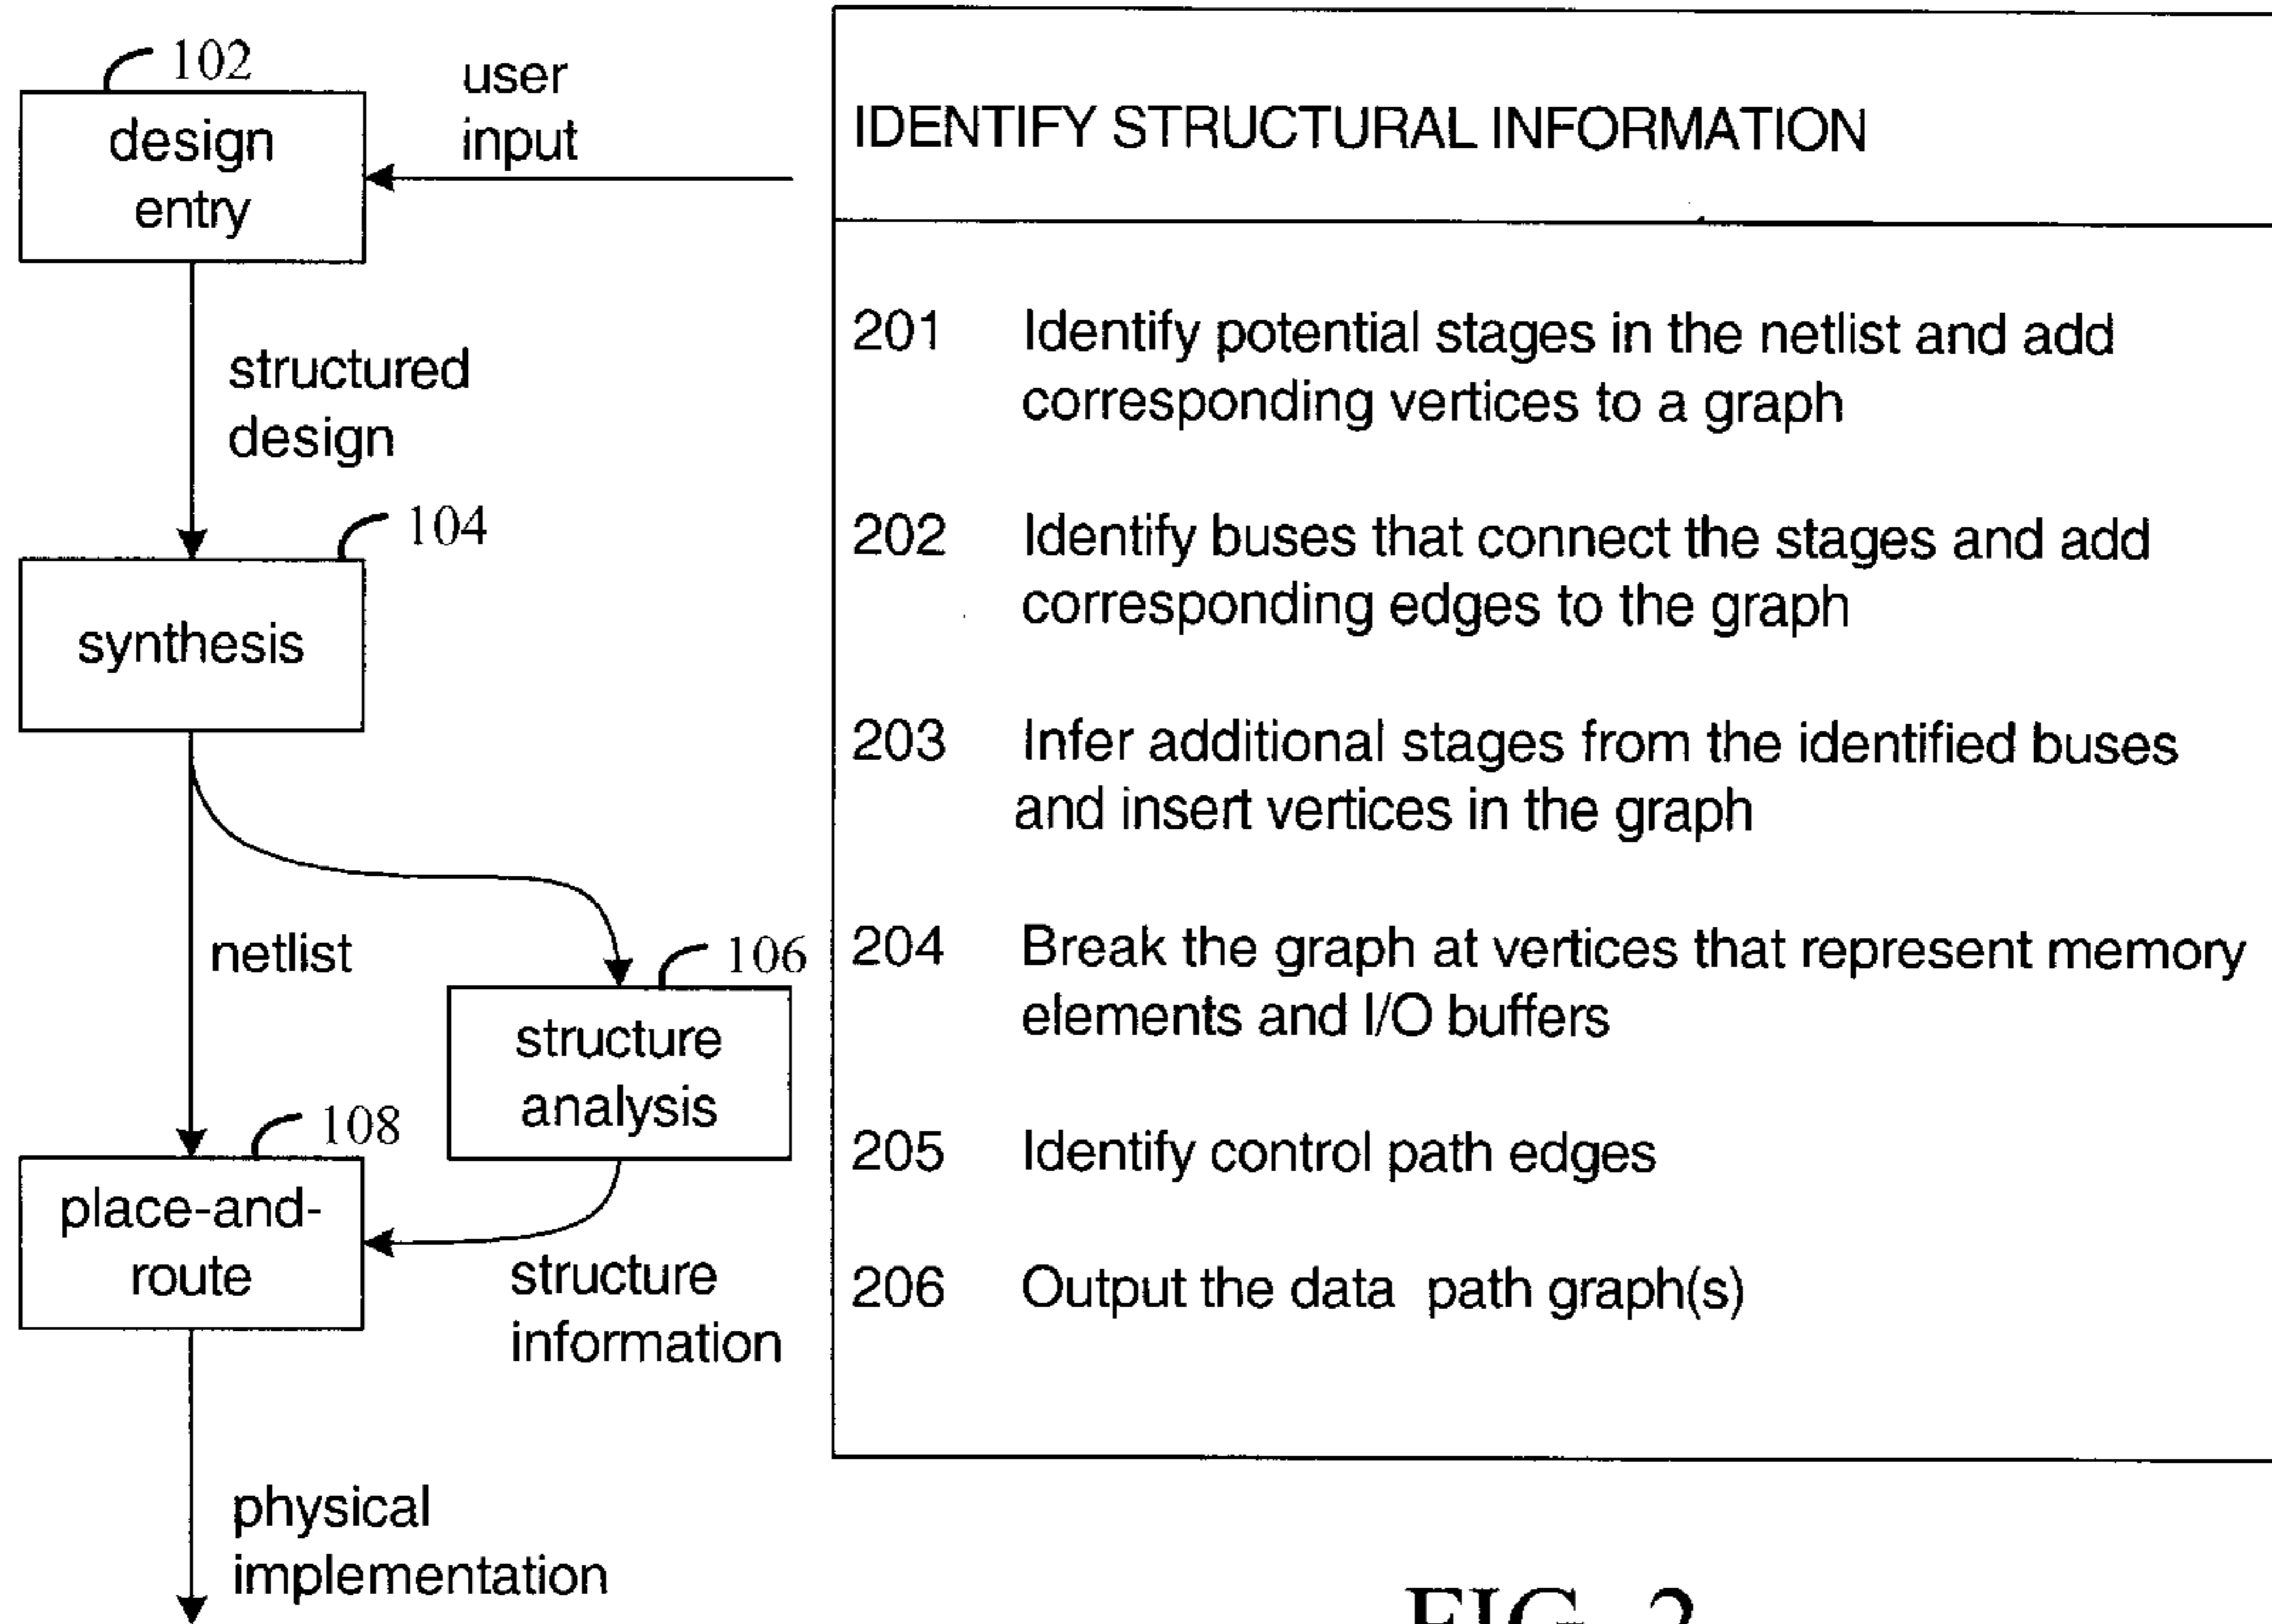 102
user
input
design
entry
structured
design
104
synthesis
netlist
106
structure
analysis
108
place-and-
route
structure
information
physical
implementation
IDENTIFY STRUCTURAL INFORMATION
201 Identify potential stages in the netlist and add
corresponding vertices to a graph
202 Identify buses that connect the stages and add
corresponding edges to the graph
203 Infer additional stages from the identified buses
and insert vertices in the graph
204 Break the graph at vertices that represent memory
elements and I/O buffers
205 Identify control path edges
206 Output the data path graph(s)
FIG. 2